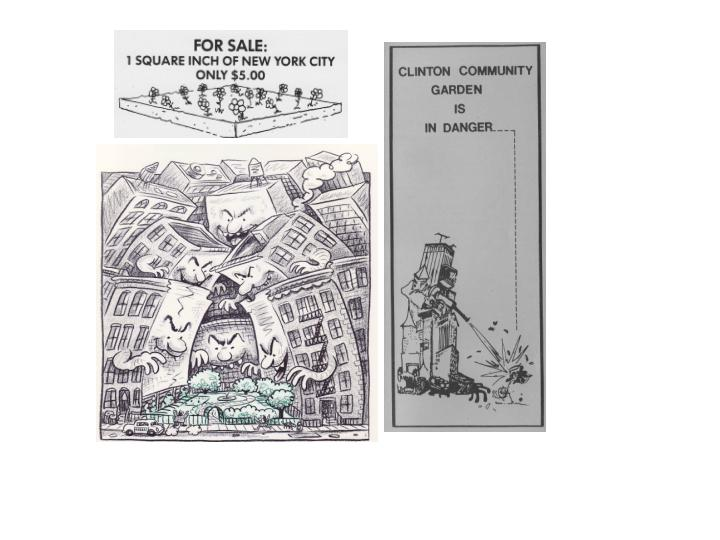 FOR SALE:
1 SQUARE INCH OF NEW YORK CITY
ONLY $5.00
CLINTON COMMUNITY
GARDEN
IS
IN DANGER